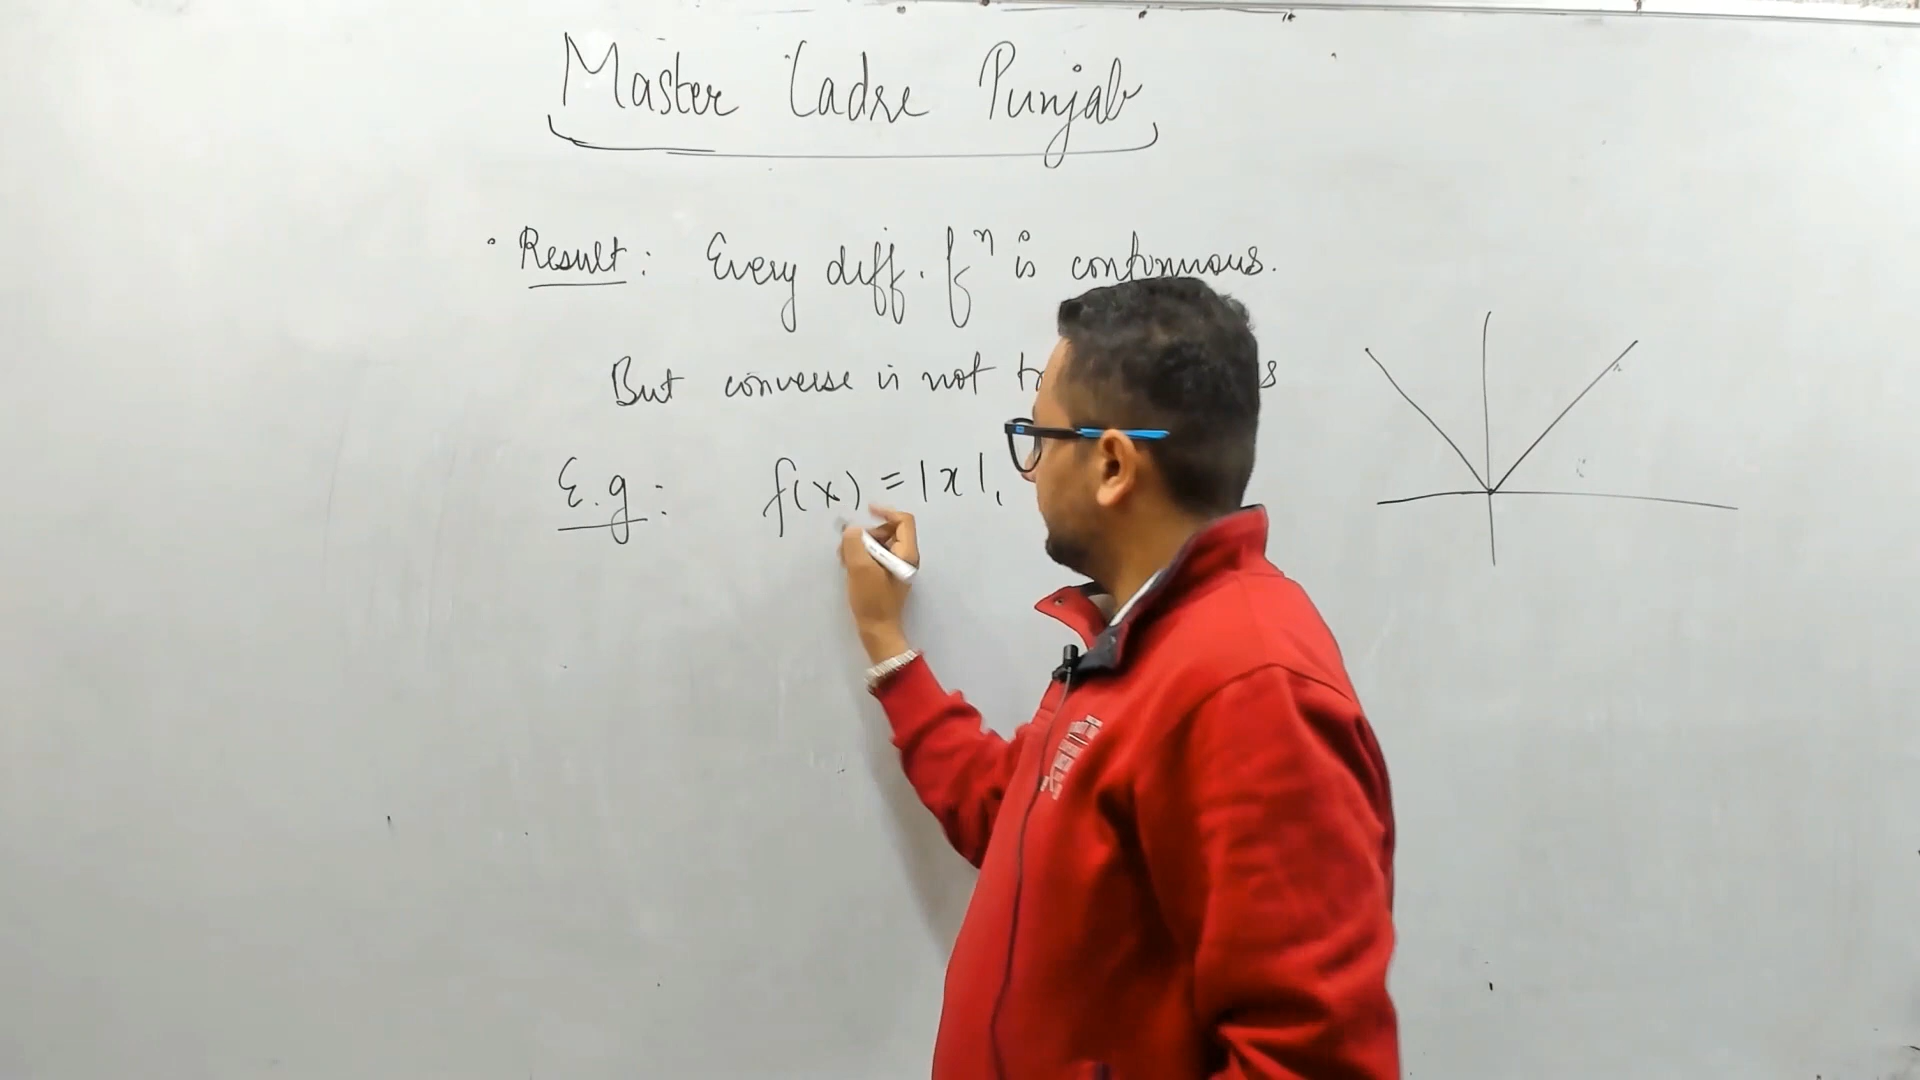 Master Cadre Punjab
• Result: Every diff. fⁿ is continuous.
But converse is not
E.g: f(x) = |x|,